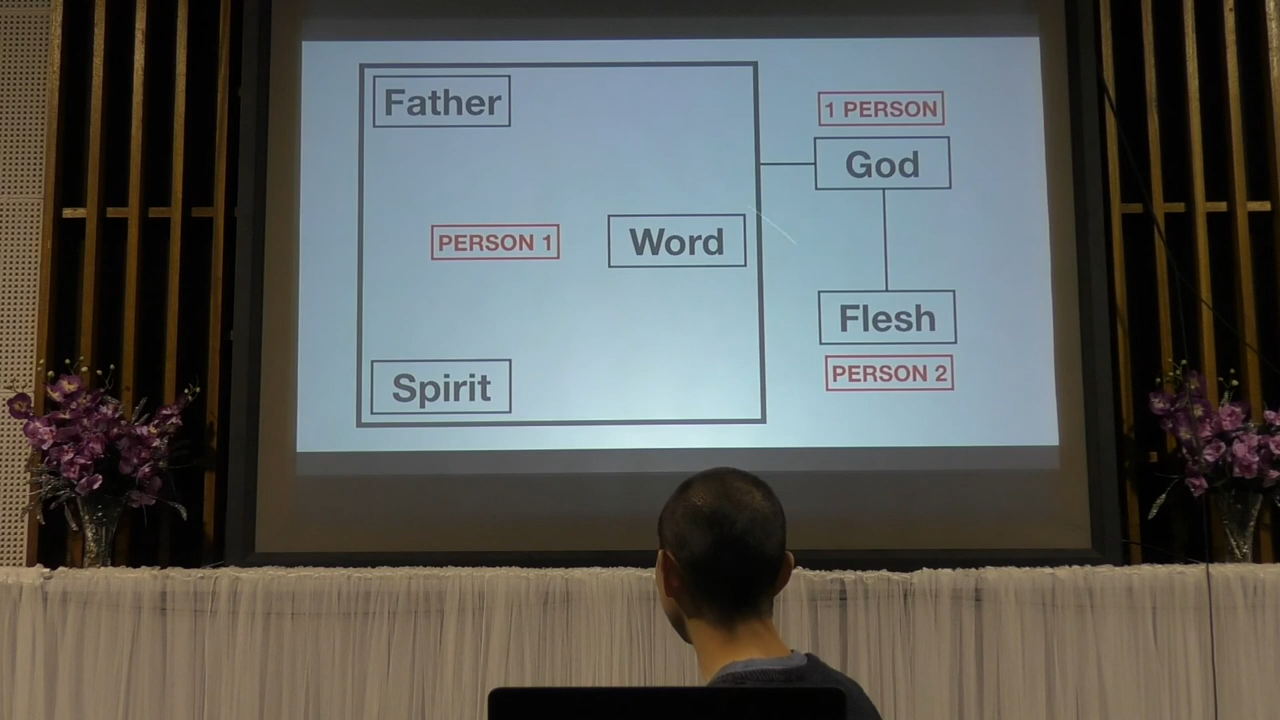 Father
1 PERSON
God
PERSON 1
Word
Flesh
PERSON 2
Spirit